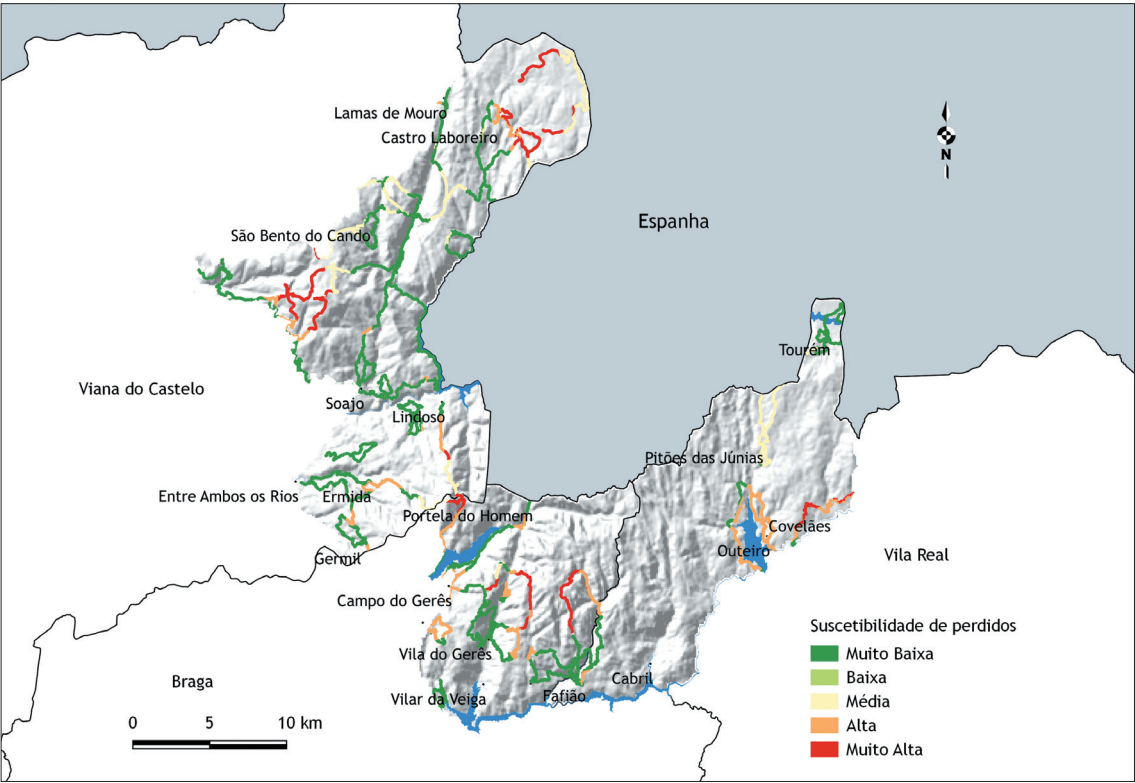 Lamas de Mouro
Castro Laboreiro
N
Espanha
São Bento do Cando
Tourém
Viana do Castelo
Soajo
Lindoso
Pitões das Júnias
Entre Ambos os Rios
Ermida
Portela do Homem
Covelães
Outeiro
Germil
Vila Real
Campo do Gerês
Suscetibilidade de perdidos
Vila do Gerês
Muito Baixa
Braga
Cabril
Baixa
Vilar da Veiga
Fafião
Média
0 5 10 km
Alta
Muito Alta